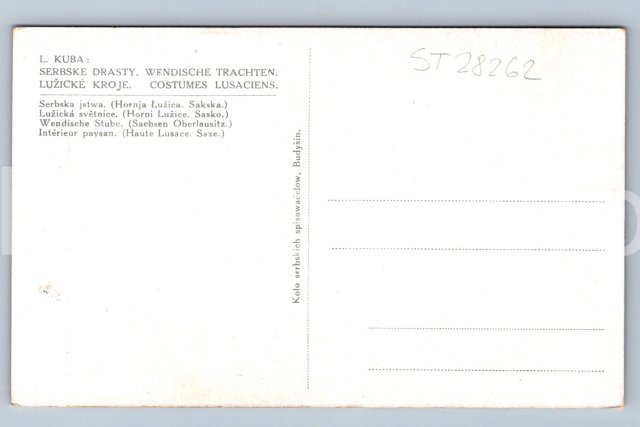 L. KUBA:
SERBSKE DRASTY. WENDISCHE TRACHTEN.
LUŽICKÉ KROJE. COSTUMES LUSACIENS.
Serbska jstwa. (Hornja Łužica. Sakska.)
Lužická světnice. (Horní Lužice. Sasko.)
Wendische Stube. (Sachsen Oberlausitz.)
Intérieur paysan. (Haute Lusace. Saxe.)
Koło serbskich spisowaćelow, Budyšin.
ST 28262